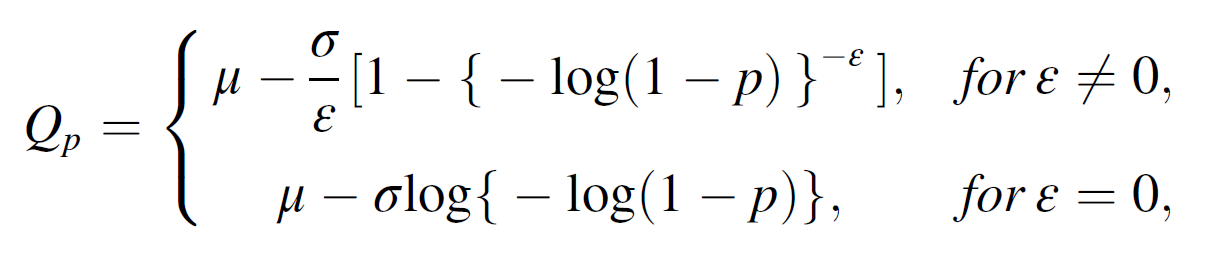 Q_p = { μ − σ/ε [1 − { − log(1 − p) }^{−ε} ], for ε ≠ 0,
μ − σlog{ − log(1 − p)}, for ε = 0,